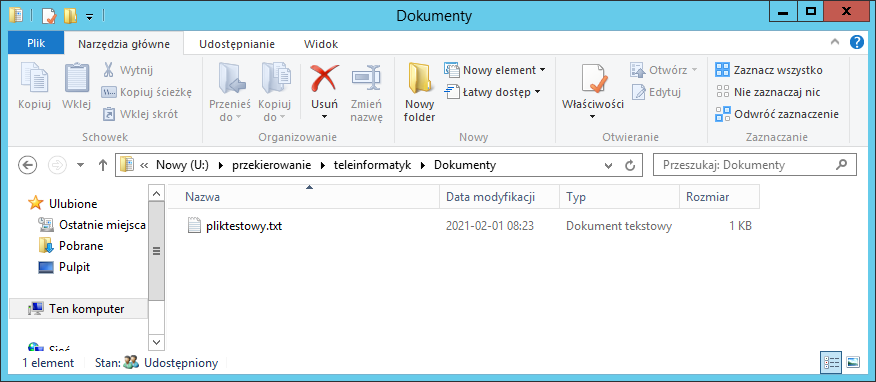 Dokumenty
Plik Narzędzia główne Udostępnianie Widok
Kopiuj
Wklej
Wytnij
Kopiuj ścieżkę
Wklej skrót
Schowek
Przenieś do
Kopiuj do
Usuń
Zmień nazwę
Organizowanie
Nowy folder
Nowy element
Łatwy dostęp
Nowy
Właściwości
Otwórz
Edytuj
Otwieranie
Zaznacz wszystko
Nie zaznaczaj nic
Odwróć zaznaczenie
Zaznaczanie
Nowy (U:) przekierowanie teleinformatyk Dokumenty
Przeszukaj: Dokumenty
Ulubione
Ostatnie miejsca
Pobrane
Pulpit
Ten komputer
Sieć
Nazwa Data modyfikacji Typ Rozmiar
pliktestowy.txt 2021-02-01 08:23 Dokument tekstowy 1 KB
1 element Stan: Udostępniony